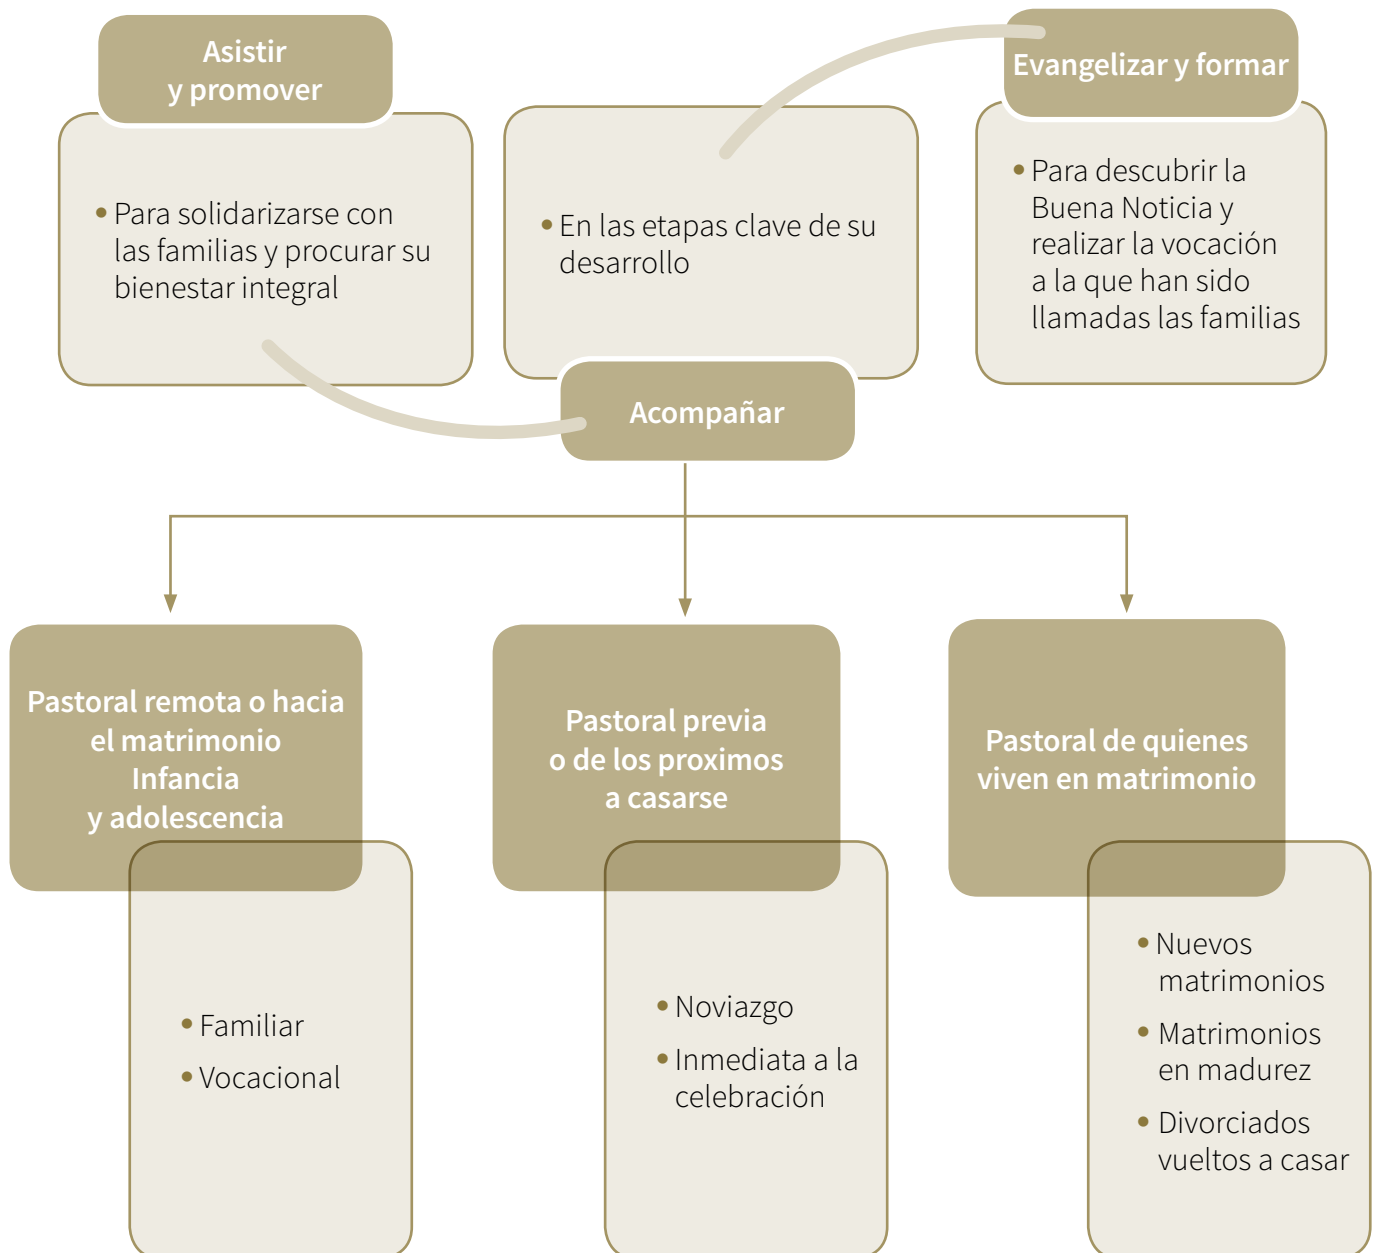 Asistir
y promover
• Para solidarizarse con
las familias y procurar su
bienestar integral
• En las etapas clave de su
desarrollo
Acompañar
Evangelizar y formar
• Para descubrir la
Buena Noticia y
realizar la vocación
a la que han sido
llamadas las familias
Pastoral remota o hacia
el matrimonio
Infancia
y adolescencia
• Familiar
• Vocacional
Pastoral previa
o de los proximos
a casarse
• Noviazgo
• Inmediata a la
celebración
Pastoral de quienes
viven en matrimonio
• Nuevos
matrimonios
• Matrimonios
en madurez
• Divorciados
vueltos a casar